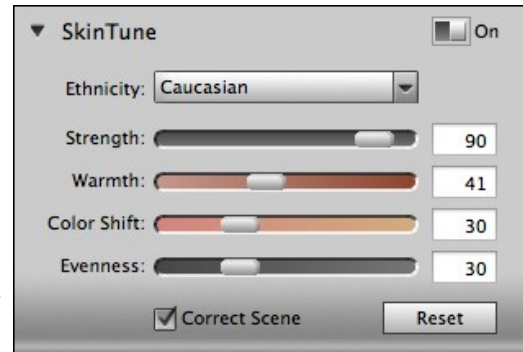 SkinTune On
Ethnicity: Caucasian
Strength: 90
Warmth: 41
Color Shift: 30
Evenness: 30
Correct Scene Reset